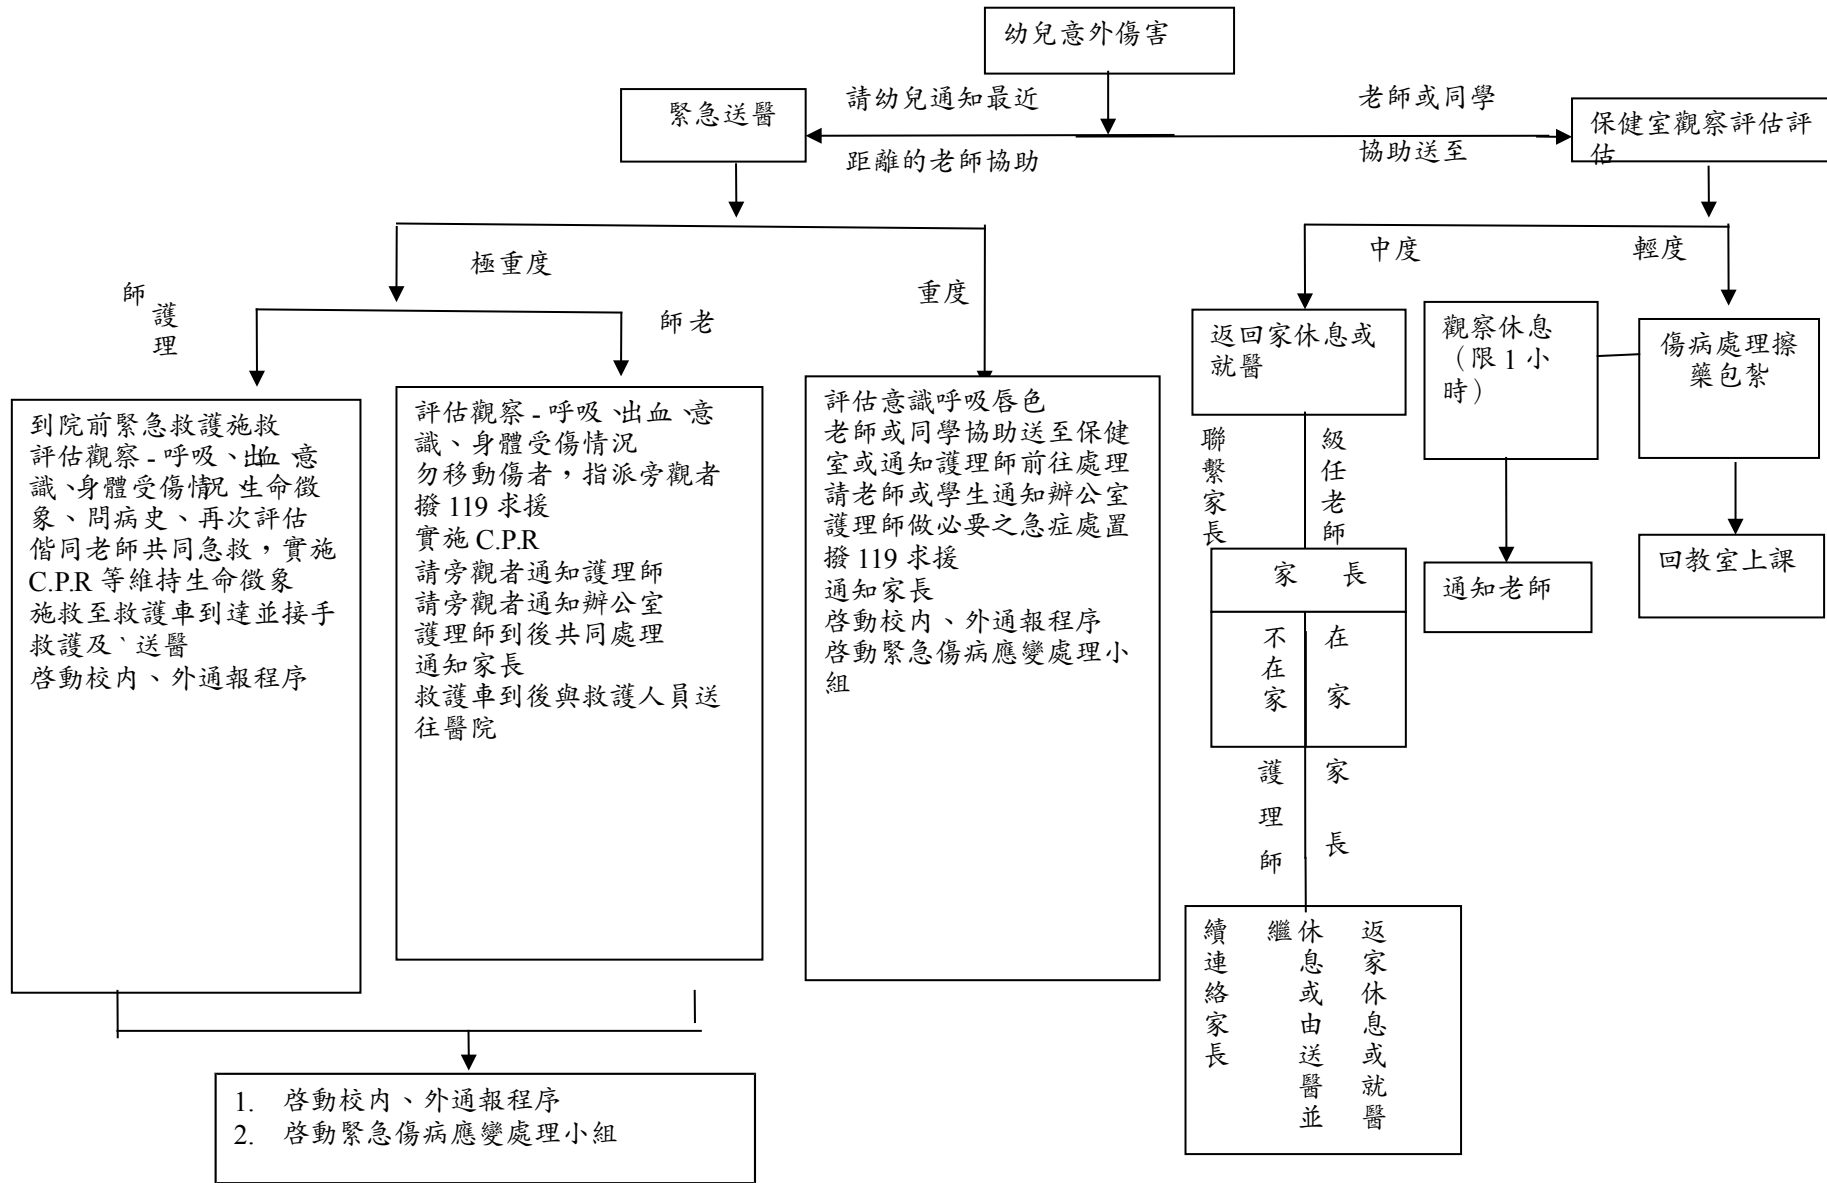 幼兒意外傷害
緊急送醫
請幼兒通知最近
距離的老師協助
老師或同學
協助送至
保健室觀察評估評
估
極重度
重度
中度
輕度
師
護
理
師老
到院前緊急救護施救
評估觀察-呼吸、出血、意
識、身體受傷情況、生命徵
象、問病史、再次評估
偕同老師共同急救,實施
C.P.R 等維持生命徵象
施救至救護車到達並接手
救護及ˋ送醫
啓動校內、外通報程序
評估觀察-呼吸、出血、意
識、身體受傷情況
勿移動傷者,指派旁觀者
撥 119 求援
實施 C.P.R
請旁觀者通知護理師
請旁觀者通知辦公室
護理師到後共同處理
通知家長
救護車到後與救護人員送
往醫院
評估意識呼吸唇色
老師或同學協助送至保健
室或通知護理師前往處理
請老師或學生通知辦公室
護理師做必要之急症處置
撥 119 求援
通知家長
啓動校內、外通報程序
啓動緊急傷病應變處理小
組
返回家休息或
就醫
觀察休息
(限 1 小
時)
傷病處理擦
藥包紮
聯繫家長
級任老師
家 長
不在家
在家
護理師
家長
通知老師
回教室上課
續連絡家長
繼
休息或由送醫並
返家休息或就醫
1. 啓動校內、外通報程序
2. 啓動緊急傷病應變處理小組